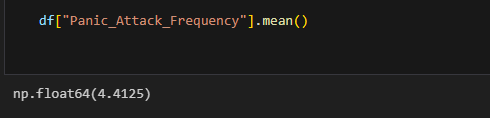 df["Panic_Attack_Frequency"].mean()
np.float64(4.4125)